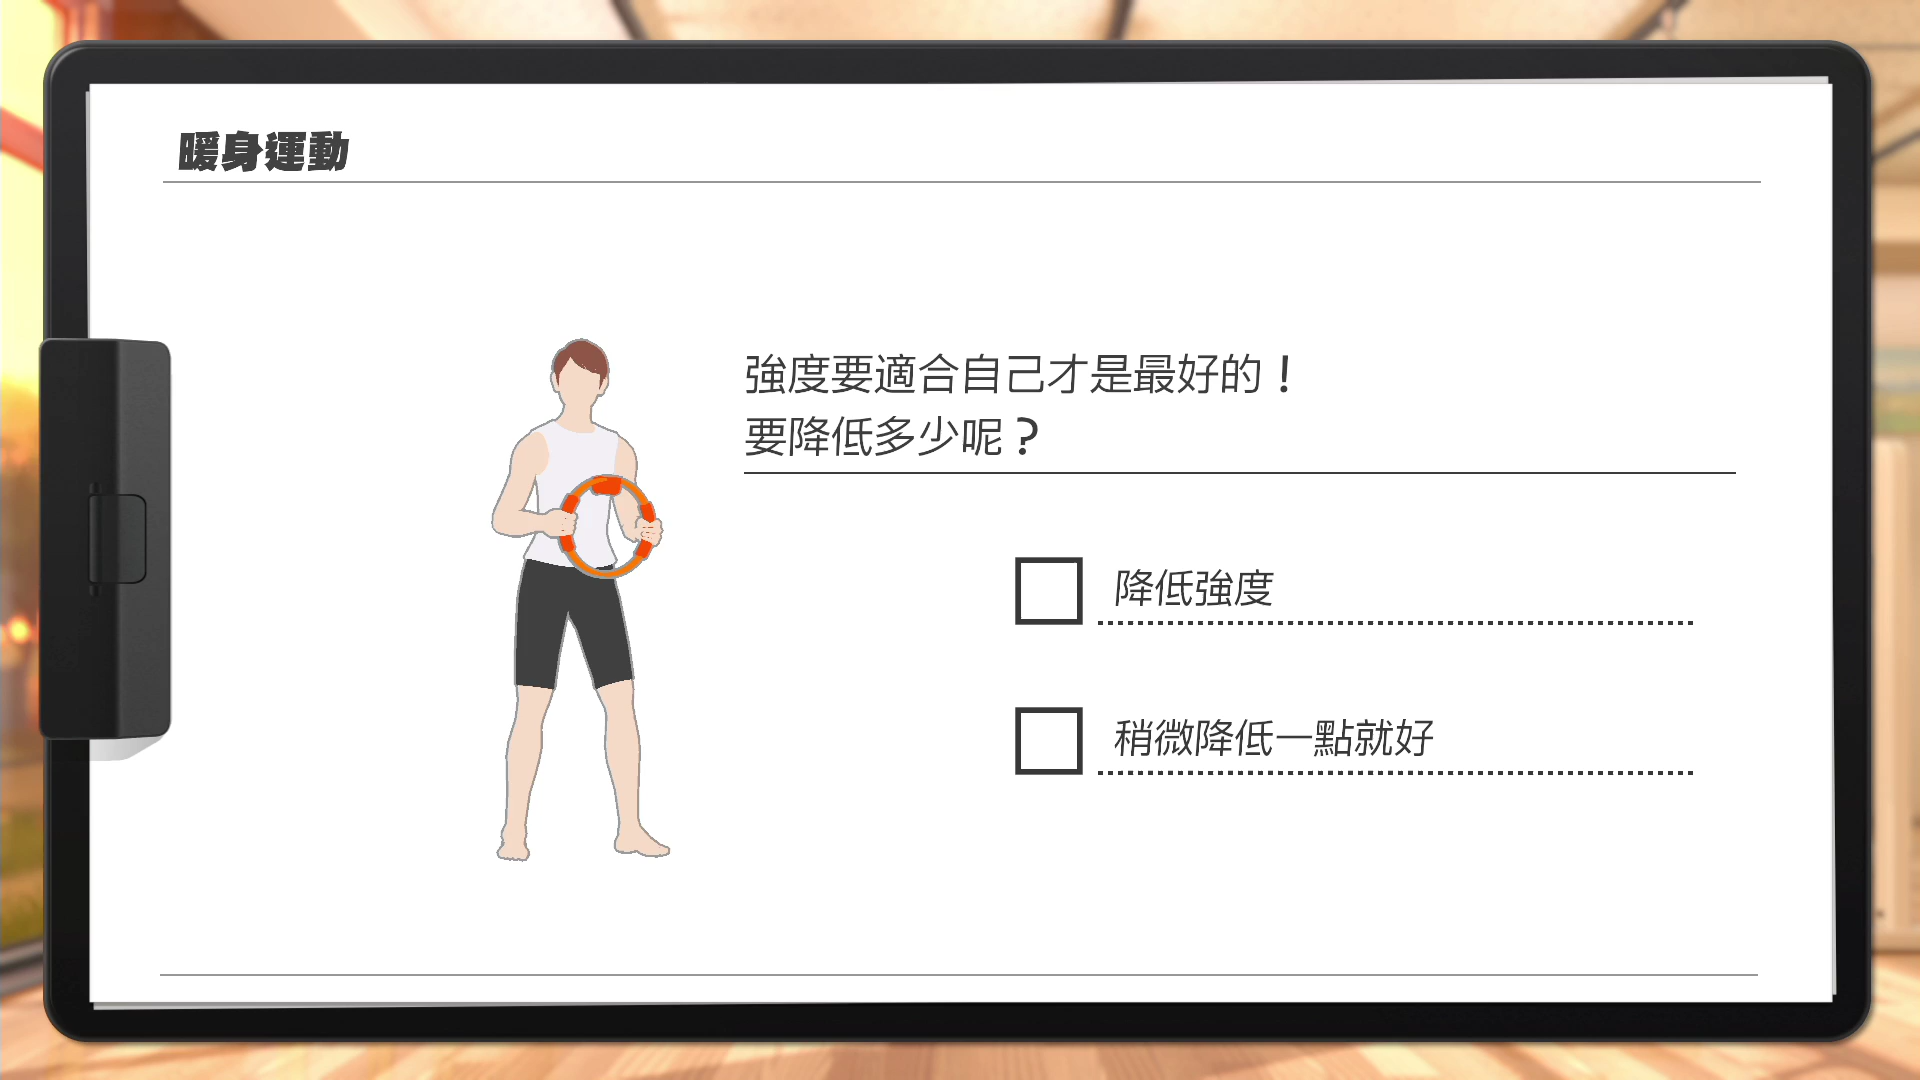 暖身運動
強度要適合自己才是最好的！
要降低多少呢？
降低強度
稍微降低一點就好